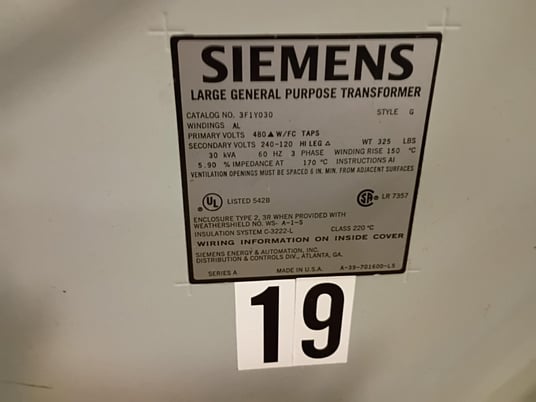 SIEMENS
LARGE GENERAL PURPOSE TRANSFORMER
CATALOG NO. 3F1Y030 STYLE G
WINDINGS AL
PRIMARY VOLTS 480 ▲ W/FC TAPS
SECONDARY VOLTS 240-120 HI LEG △ WT 325 LBS
30 kVA 60 HZ 3 PHASE WINDING RISE 150 °C
5.90 % IMPEDANCE AT 170 °C INSTRUCTIONS AI
VENTILATION OPENINGS MUST BE SPACED 6 IN. MIN. FROM ADJACENT SURFACES
UL LISTED 542B SA LR 7357
ENCLOSURE TYPE 2, 3R WHEN PROVIDED WITH
WEATHERSHIELD NO. WS- A-1-S
INSULATION SYSTEM C-3222-L CLASS 220 °C
WIRING INFORMATION ON INSIDE COVER
SIEMENS ENERGY & AUTOMATION, INC.
DISTRIBUTION & CONTROLS DIV., ATLANTA, GA.
SERIES A MADE IN U.S.A. A-39-701600-LS
19